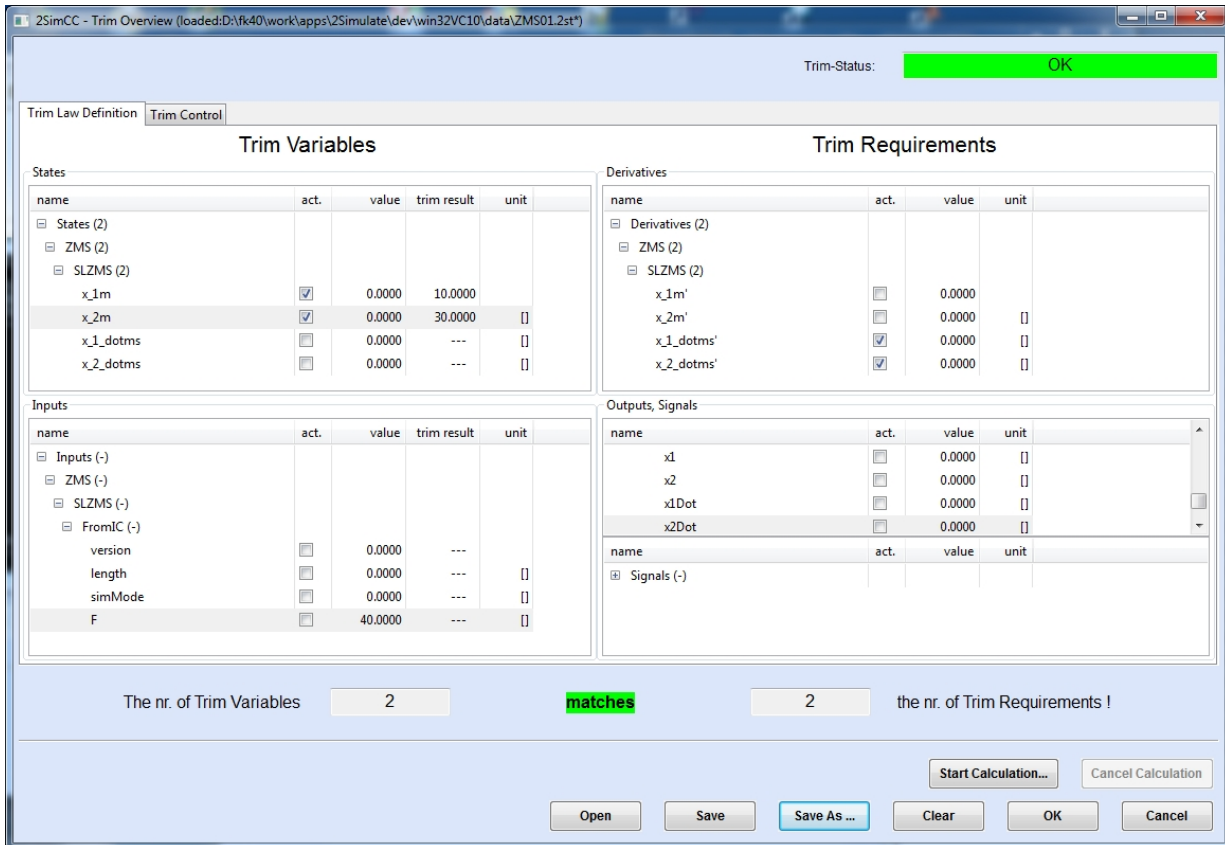 2SimCC - Trim Overview (loaded:D:\fk40\work\apps\2Simulate\dev\win32VC10\data\ZMS01.2st*)
Trim-Status: OK
Trim Law Definition Trim Control
Trim Variables
States
name act. value trim result unit
States (2)
ZMS (2)
SLZMS (2)
x_1m 0.0000 10.0000
x_2m 0.0000 30.0000 []
x_1_dotms 0.0000 --- []
x_2_dotms 0.0000 --- []
Inputs
name act. value trim result unit
Inputs (-)
ZMS (-)
SLZMS (-)
FromIC (-)
version 0.0000 ---
length 0.0000 --- []
simMode 0.0000 --- []
F 40.0000 --- []
Trim Requirements
Derivatives
name act. value unit
Derivatives (2)
ZMS (2)
SLZMS (2)
x_1m' 0.0000
x_2m' 0.0000 []
x_1_dotms' 0.0000 []
x_2_dotms' 0.0000 []
Outputs, Signals
name act. value unit
x1 0.0000 []
x2 0.0000 []
x1Dot 0.0000 []
x2Dot 0.0000 []
name act. value unit
Signals (-)
The nr. of Trim Variables 2 matches 2 the nr. of Trim Requirements !
Start Calculation... Cancel Calculation
Open Save Save As ... Clear OK Cancel